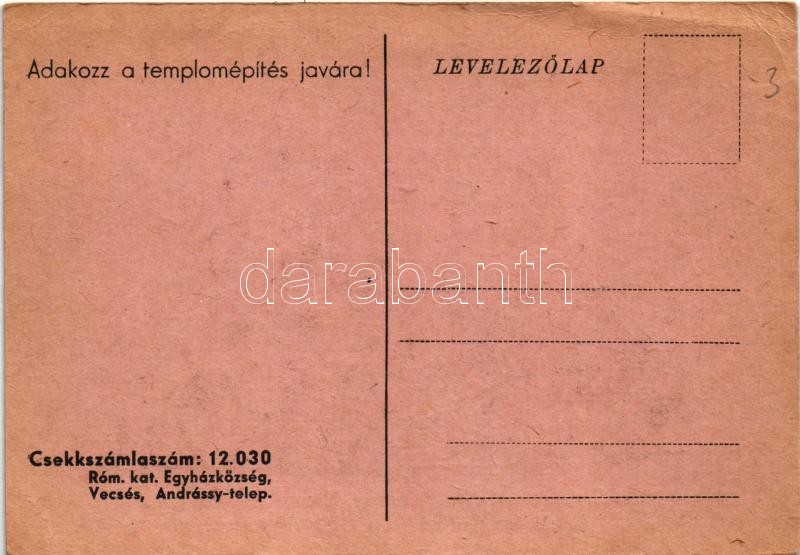 Adakozz a templomépítés javára!
LEVELEZŐLAP
3
darabanth
Csekkszámlaszám: 12.030
Róm. kat. Egyházközség,
Vecsés, Andrássy-telep.